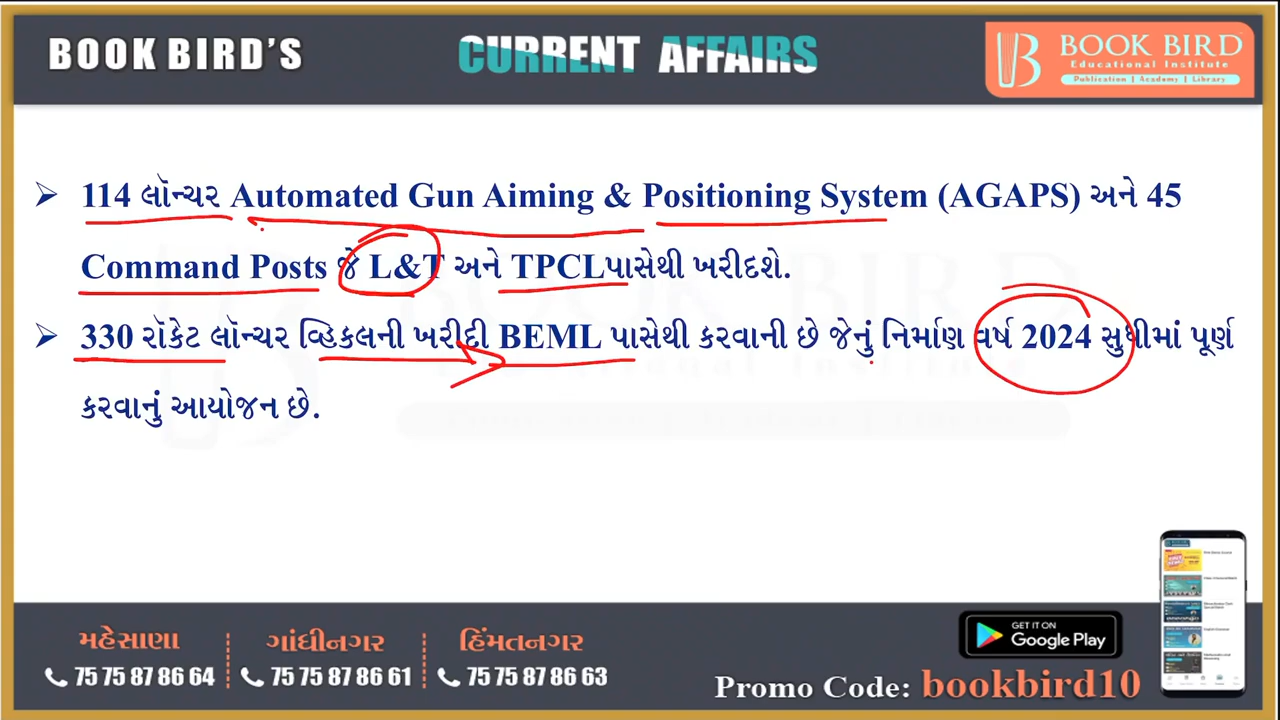 BOOK BIRD'S
CURRENT AFFAIRS
BOOK BIRD
Educational Institute
Publication | Academy | Library
➢ 114 લૉન્ચર Automated Gun Aiming & Positioning System (AGAPS) અને 45
Command Posts જે L&T અને TPCL પાસેથી ખરીદશે.
➢ 330 રૉકેટ લૉન્ચર વ્હિકલની ખરીદી BEML પાસેથી કરવાની છે જેનું નિર્માણ વર્ષ 2024 સુધીમાં પૂર્ણ
કરવાનું આયોજન છે.
મહેસાણા
75 75 87 86 64
ગાંધીનગર
75 75 87 86 61
હિંમતનગર
75 75 87 86 63
GET IT ON
Google Play
Promo Code: bookbird10